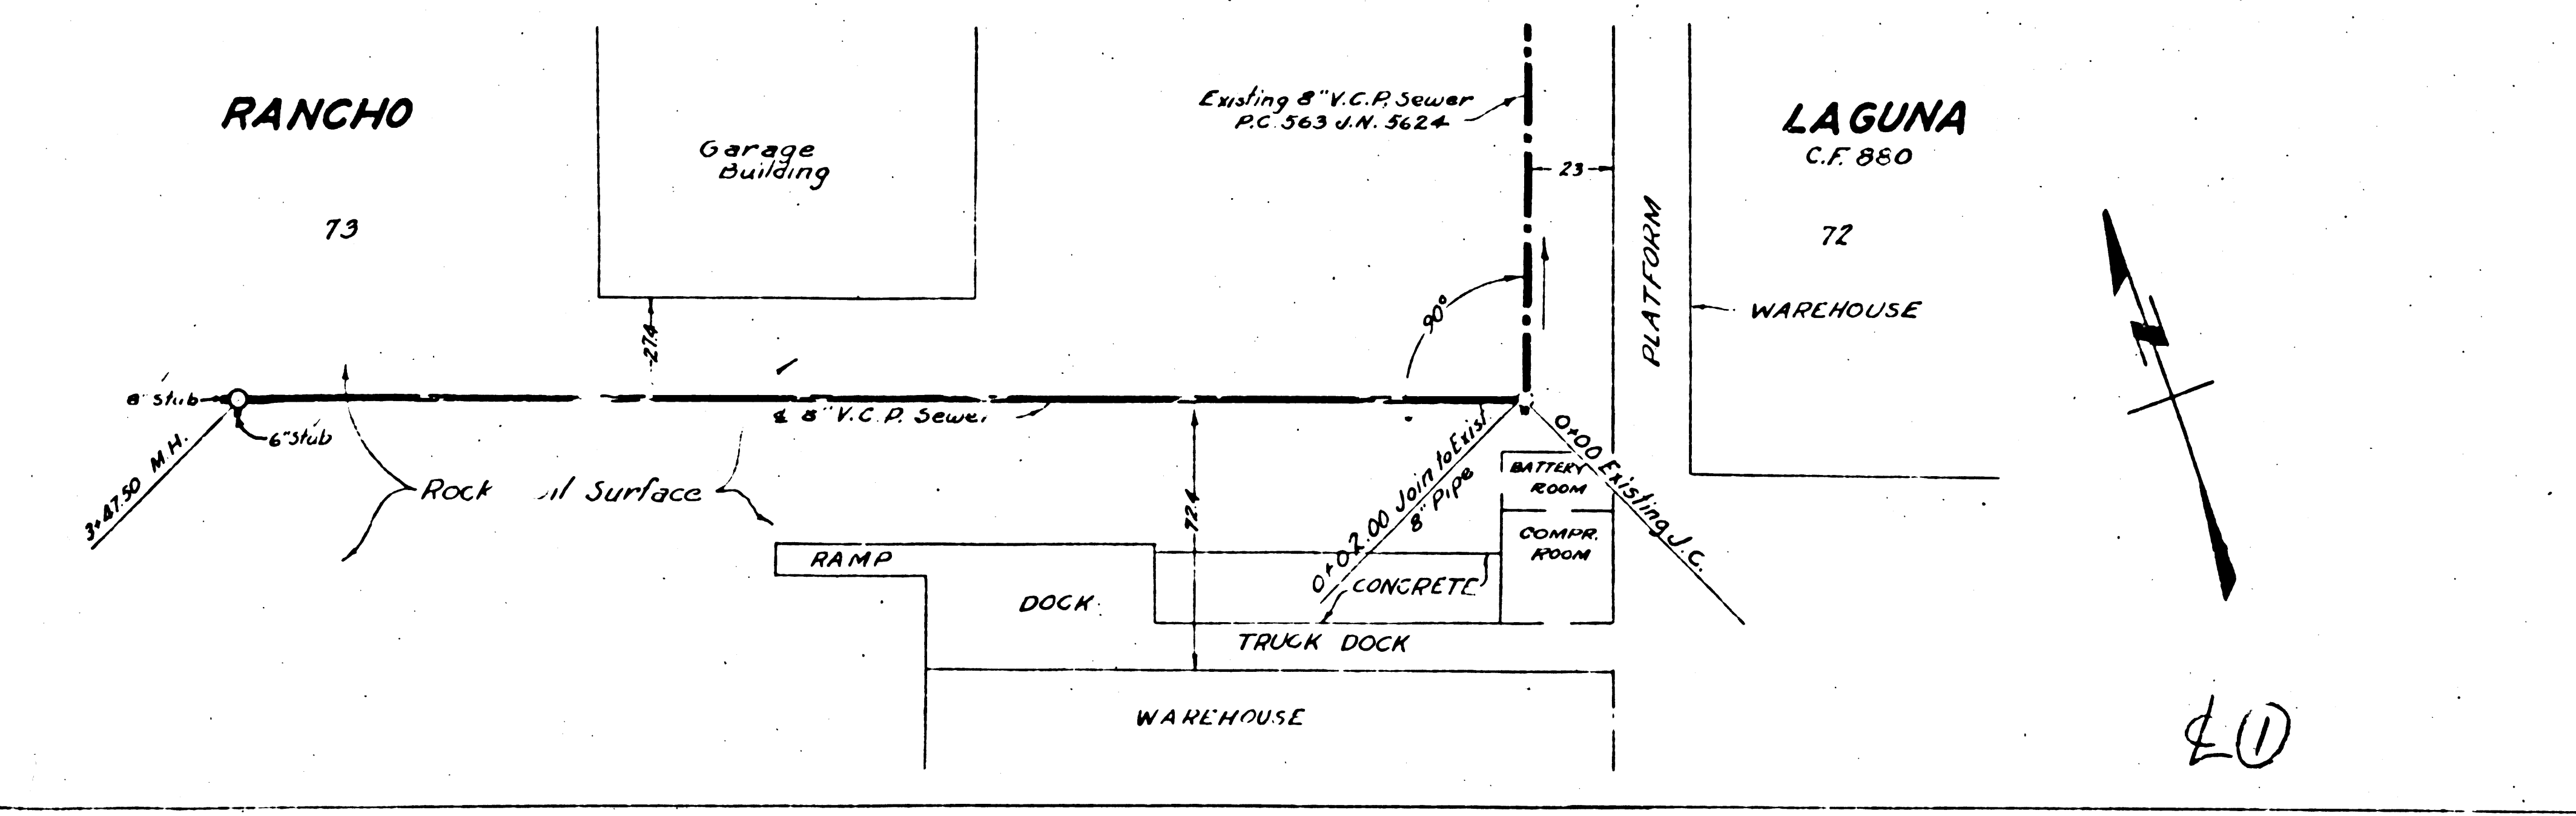 RANCHO
73
Garage
Building
Existing 8" V.C.P. Sewer
P.C. 563 J.N. 5624
23
PLATFORM
LAGUNA
C.F. 880
72
WAREHOUSE
90°
27.4
8" Stub
6" Stub
3+47.50 M.H.
℄ 8" V.C.P. Sewer
Rock Surface
72.4
0+02.00 Join to Exist
8" Pipe
0+00 Existing J.C.
BATTERY
ROOM
COMPR.
ROOM
RAMP
DOCK
CONCRETE
TRUCK DOCK
WAREHOUSE
N
℄ 1